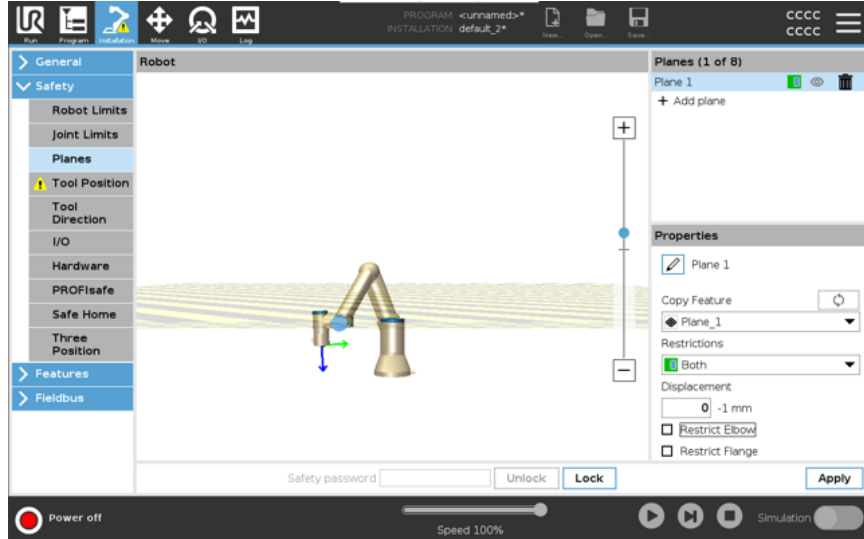 UR
PROGRAM <unnamed>*
INSTALLATION default_2*
CCCC
CCCC
Run Program Installation Move I/O Log New... Open... Save...
General
Safety
Robot Limits
Joint Limits
Planes
Tool Position
Tool
Direction
I/O
Hardware
PROFIsafe
Safe Home
Three
Position
Features
Fieldbus
Robot
+
−
Planes (1 of 8)
Plane 1
+ Add plane
Properties
Plane 1
Copy Feature
Plane_1
Restrictions
Both
Displacement
0 -1 mm
Restrict Elbow
Restrict Flange
Safety password Unlock Lock Apply
Power off
Speed 100%
Simulation